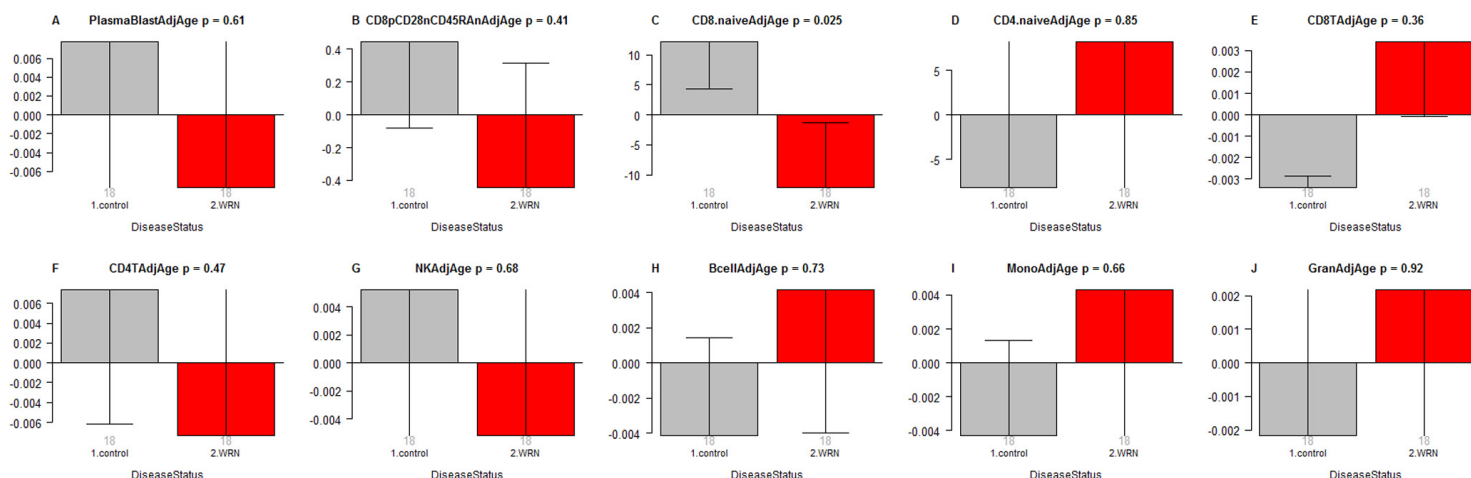 A PlasmaBlastAdjAge p = 0.61
0.006
0.004
0.002
0.000
-0.002
-0.004
-0.006
18 18
1.control 2.WRN
DiseaseStatus
B CD8pCD28nCD45RAnAdjAge p = 0.41
0.4
0.2
0.0
-0.2
-0.4
18 18
1.control 2.WRN
DiseaseStatus
C CD8.naiveAdjAge p = 0.025
10
5
0
-5
-10
18 18
1.control 2.WRN
DiseaseStatus
D CD4.naiveAdjAge p = 0.85
5
0
-5
18 18
1.control 2.WRN
DiseaseStatus
E CD8TAdjAge p = 0.36
0.003
0.002
0.001
0.000
-0.001
-0.002
-0.003
18 18
1.control 2.WRN
DiseaseStatus
F CD4TAdjAge p = 0.47
0.006
0.004
0.002
0.000
-0.002
-0.004
-0.006
18 18
1.control 2.WRN
DiseaseStatus
G NKAdjAge p = 0.68
0.004
0.002
0.000
-0.002
-0.004
18 18
1.control 2.WRN
DiseaseStatus
H BcellAdjAge p = 0.73
0.004
0.002
0.000
-0.002
-0.004
18 18
1.control 2.WRN
DiseaseStatus
I MonoAdjAge p = 0.66
0.004
0.002
0.000
-0.002
-0.004
18 18
1.control 2.WRN
DiseaseStatus
J GranAdjAge p = 0.92
0.002
0.001
0.000
-0.001
-0.002
18 18
1.control 2.WRN
DiseaseStatus